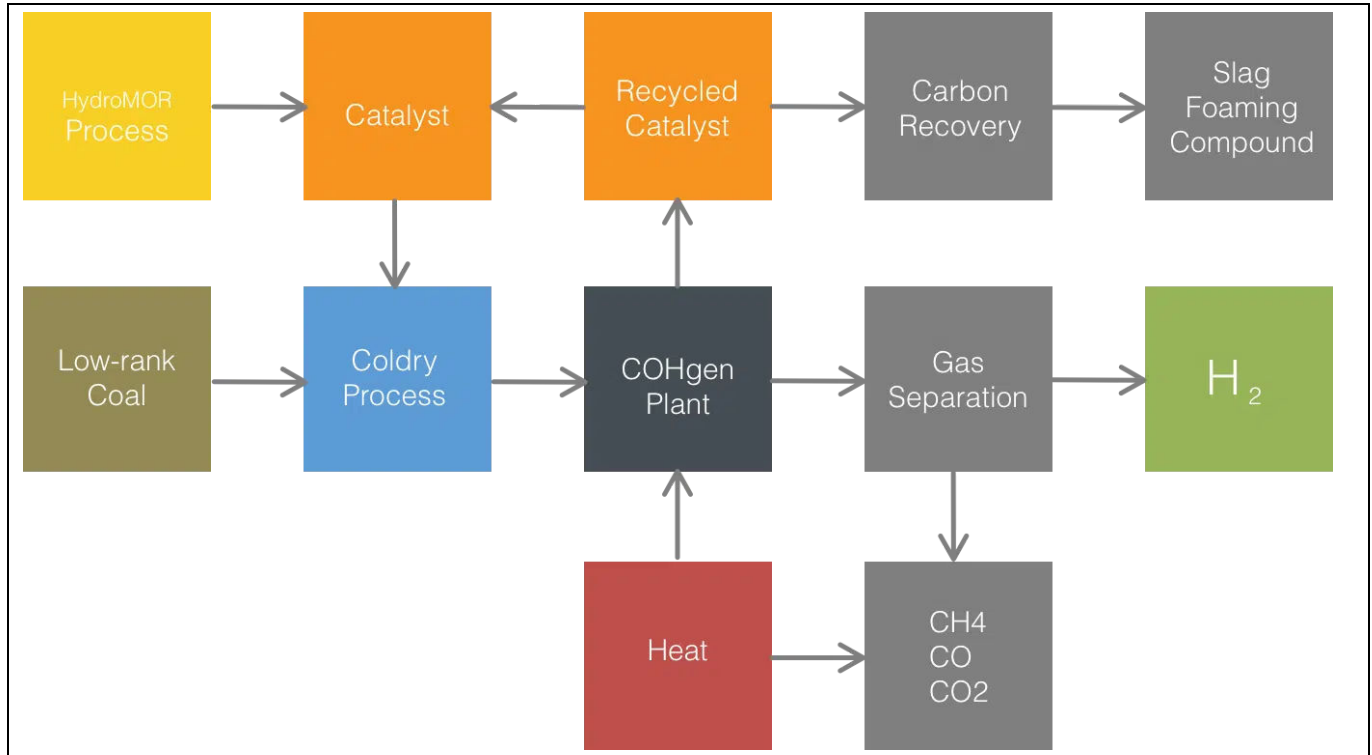 HydroMOR
Process
Catalyst
Recycled
Catalyst
Carbon
Recovery
Slag
Foaming
Compound
Low-rank
Coal
Coldry
Process
COHgen
Plant
Gas
Separation
H₂
Heat
CH4
CO
CO2